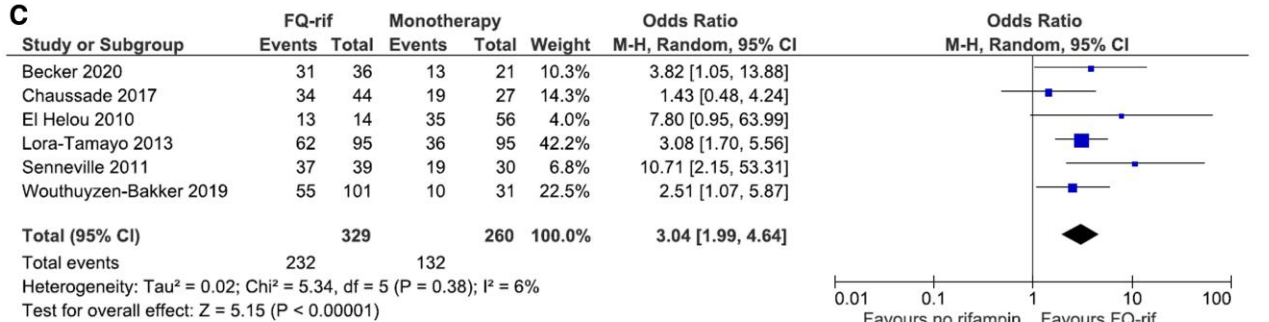 C
FQ-rif Monotherapy Odds Ratio Odds Ratio
Study or Subgroup Events Total Events Total Weight M-H, Random, 95% CI M-H, Random, 95% CI
Becker 2020 31 36 13 21 10.3% 3.82 [1.05, 13.88]
Chaussade 2017 34 44 19 27 14.3% 1.43 [0.48, 4.24]
El Helou 2010 13 14 35 56 4.0% 7.80 [0.95, 63.99]
Lora-Tamayo 2013 62 95 36 95 42.2% 3.08 [1.70, 5.56]
Senneville 2011 37 39 19 30 6.8% 10.71 [2.15, 53.31]
Wouthuyzen-Bakker 2019 55 101 10 31 22.5% 2.51 [1.07, 5.87]
Total (95% CI) 329 260 100.0% 3.04 [1.99, 4.64]
Total events 232 132
Heterogeneity: Tau² = 0.02; Chi² = 5.34, df = 5 (P = 0.38); I² = 6%
Test for overall effect: Z = 5.15 (P < 0.00001)
0.01 0.1 1 10 100
Favours no rifampin Favours FQ-rif